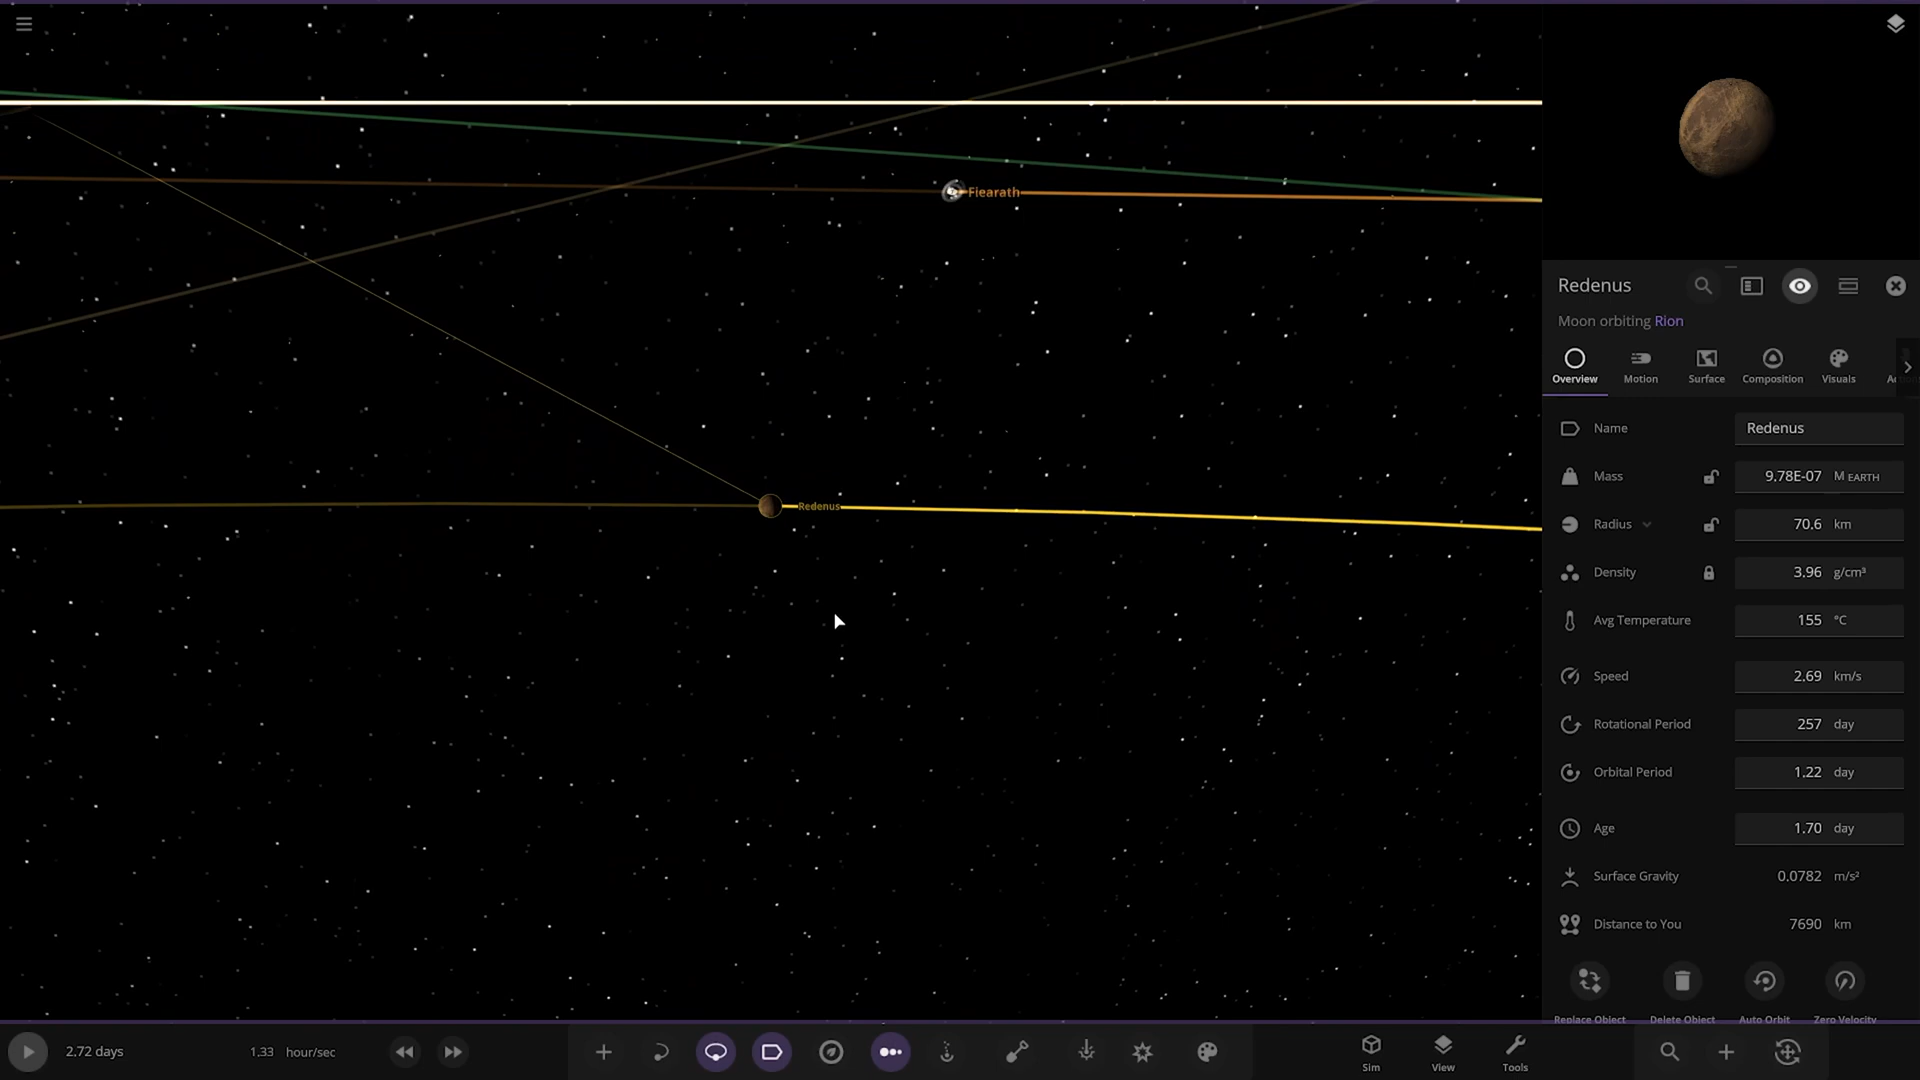 Fiearath
Redenus
Redenus
Moon orbiting Rion
Overview
Motion
Surface
Composition
Visuals
Name
Redenus
Mass
9.78E-07 M EARTH
Radius
70.6 km
Density
3.96 g/cm³
Avg Temperature
155 °C
Speed
2.69 km/s
Rotational Period
257 day
Orbital Period
1.22 day
Age
1.70 day
Surface Gravity
0.0782 m/s²
Distance to You
7690 km
Replace Object
Delete Object
Auto Orbit
Zero Velocity
2.72 days
1.33 hour/sec
Sim
View
Tools